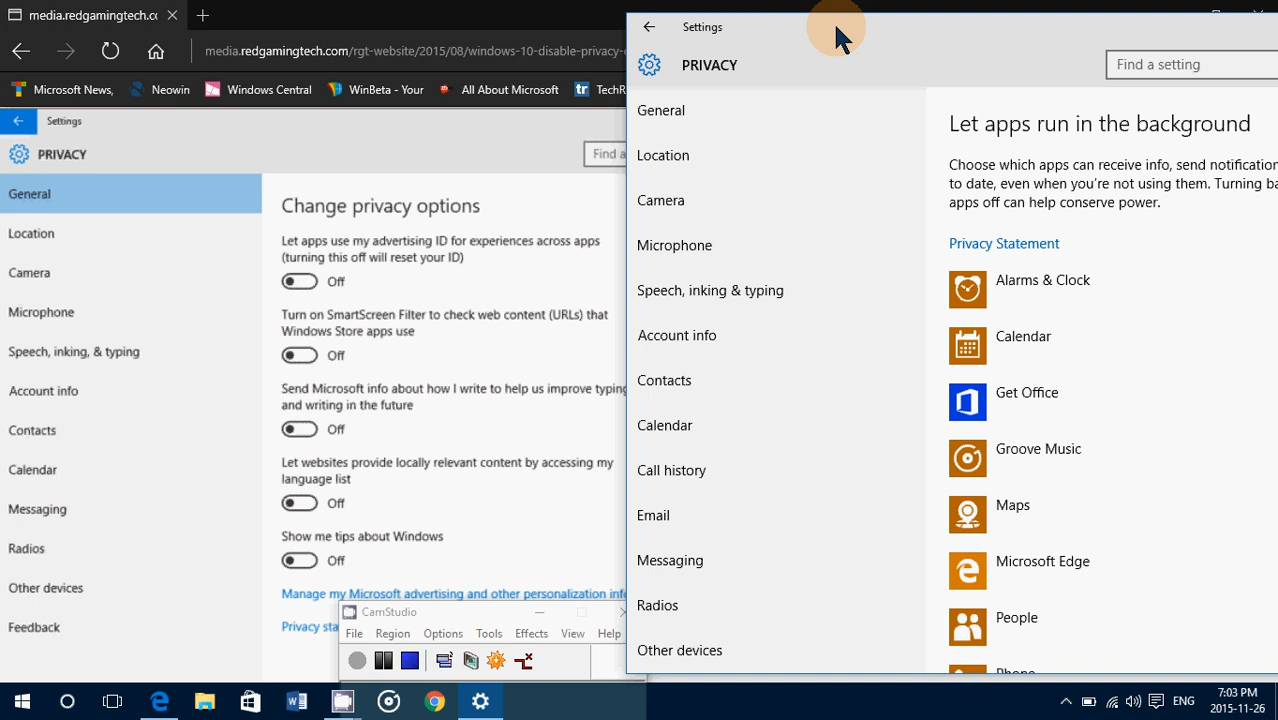 media.redgamingtech.co
media.redgamingtech.com/rgt-website/2015/08/windows-10-disable-privacy-
Microsoft News,
Neowin
Windows Central
WinBeta - Your
All About Microsoft
TechR
Settings
PRIVACY
Find a
General
Location
Camera
Microphone
Speech, inking, & typing
Account info
Contacts
Calendar
Messaging
Radios
Other devices
Feedback
Change privacy options
Let apps use my advertising ID for experiences across apps
(turning this off will reset your ID)
Off
Turn on SmartScreen Filter to check web content (URLs) that
Windows Store apps use
Off
Send Microsoft info about how I write to help us improve typing
and writing in the future
Off
Let websites provide locally relevant content by accessing my
language list
Off
Show me tips about Windows
Off
Manage my Microsoft advertising and other personalization info
Privacy sta
CamStudio
File Region Options Tools Effects View Help
Settings
PRIVACY
Find a setting
General
Location
Camera
Microphone
Speech, inking & typing
Account info
Contacts
Calendar
Call history
Email
Messaging
Radios
Other devices
Let apps run in the background
Choose which apps can receive info, send notification
to date, even when you're not using them. Turning ba
apps off can help conserve power.
Privacy Statement
Alarms & Clock
Calendar
Get Office
Groove Music
Maps
Microsoft Edge
People
Phone
ENG
7:03 PM
2015-11-26